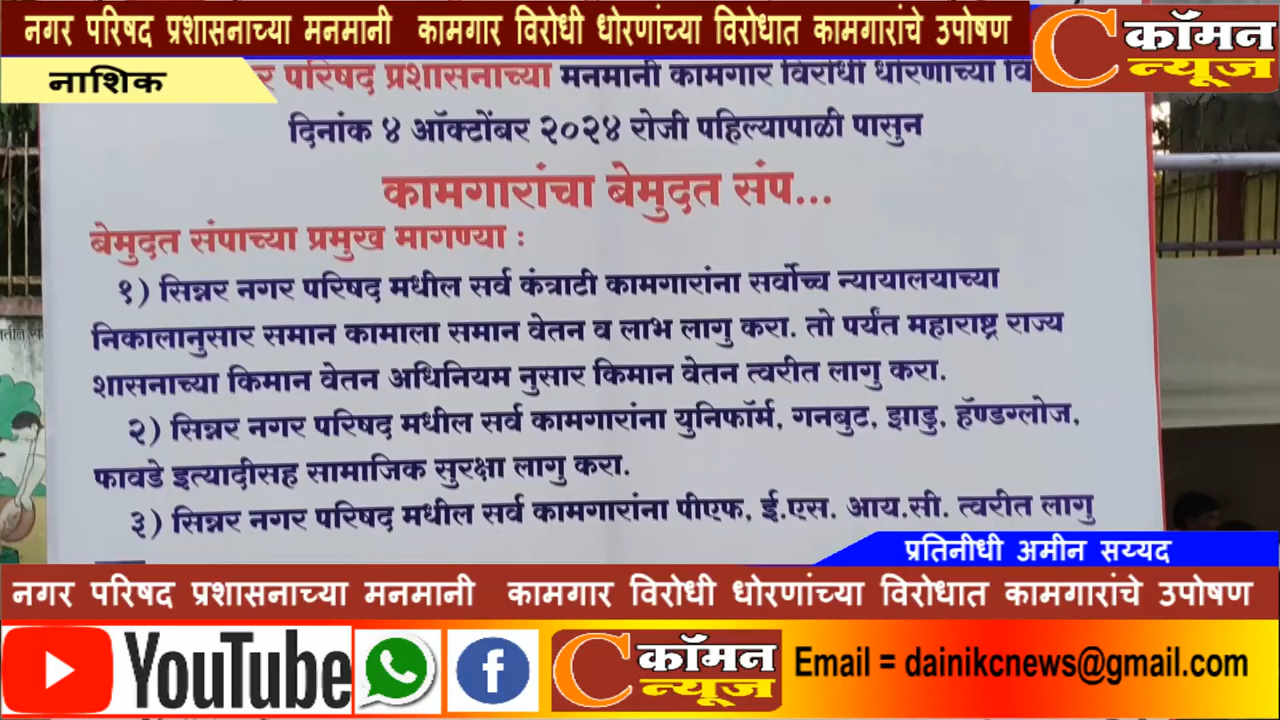 नगर परिषद प्रशासनाच्या मनमानी कामगार विरोधी धोरणांच्या विरोधात कामगारांचे उपोषण
कॉमन
न्यूज
नाशिक
परिषद प्रशासनाच्या मनमानी कामगार विरोधी धोरणाच्या
दिनांक ४ ऑक्टोंबर २०२४ रोजी पहिल्यापाळी पासुन
कामगारांचा बेमुदत संप...
बेमुदत संपाच्या प्रमुख मागण्या :
१) सिन्नर नगर परिषद मधील सर्व कंत्राटी कामगारांना सर्वोच्च न्यायालयाच्या
निकालानुसार समान कामाला समान वेतन व लाभ लागु करा. तो पर्यंत महाराष्ट्र राज्य
शासनाच्या किमान वेतन अधिनियम नुसार किमान वेतन त्वरीत लागु करा.
२) सिन्नर नगर परिषद मधील सर्व कामगारांना युनिफॉर्म, गनबुट, झाडु, हॅण्डग्लोज,
फावडे इत्यादीसह सामाजिक सुरक्षा लागु करा.
३) सिन्नर नगर परिषद मधील सर्व कामगारांना पीएफ, ई.एस. आय.सी. त्वरीत लागु
प्रतिनीधी अमीन सय्यद
नगर परिषद प्रशासनाच्या मनमानी कामगार विरोधी धोरणांच्या विरोधात कामगारांचे उपोषण
YouTube
कॉमन
न्यूज
Email = dainikcnews@gmail.com